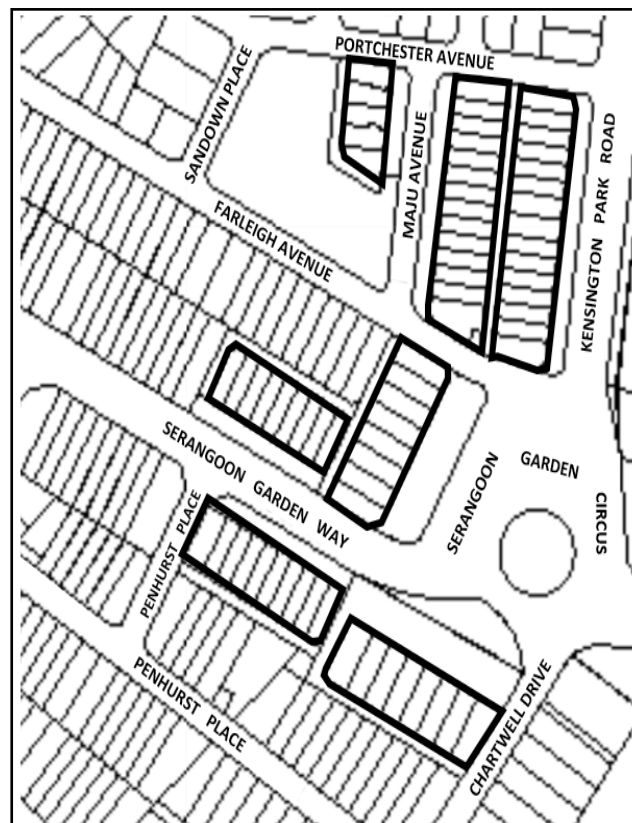 PORTCHESTER AVENUE
SANDOWN PLACE
MAJU AVENUE
KENSINGTON PARK ROAD
FARLEIGH AVENUE
SERANGOON GARDEN WAY
SERANGOON GARDEN CIRCUS
PENHURST PLACE
PENHURST PLACE
CHARTWELL DRIVE